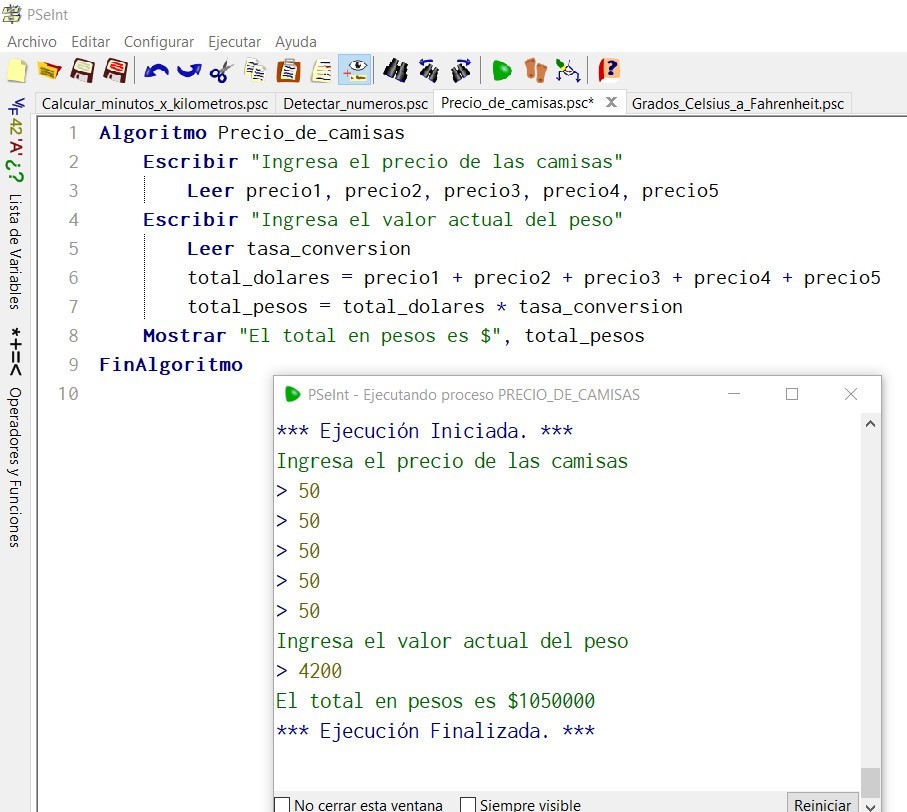 PSeInt
Archivo Editar Configurar Ejecutar Ayuda
Calcular_minutos_x_kilometros.psc Detectar_numeros.psc Precio_de_camisas.psc* X Grados_Celsius_a_Fahrenheit.psc
1 Algoritmo Precio_de_camisas
2 Escribir "Ingresa el precio de las camisas"
3 Leer precio1, precio2, precio3, precio4, precio5
4 Escribir "Ingresa el valor actual del peso"
5 Leer tasa_conversion
6 total_dolares = precio1 + precio2 + precio3 + precio4 + precio5
7 total_pesos = total_dolares * tasa_conversion
8 Mostrar "El total en pesos es $", total_pesos
9 FinAlgoritmo
10
V/F 42 'A' ¿? Lista de Variables
*+=< Operadores y Funciones
PSeInt - Ejecutando proceso PRECIO_DE_CAMISAS
*** Ejecución Iniciada. ***
Ingresa el precio de las camisas
> 50
> 50
> 50
> 50
> 50
Ingresa el valor actual del peso
> 4200
El total en pesos es $1050000
*** Ejecución Finalizada. ***
No cerrar esta ventana Siempre visible Reiniciar